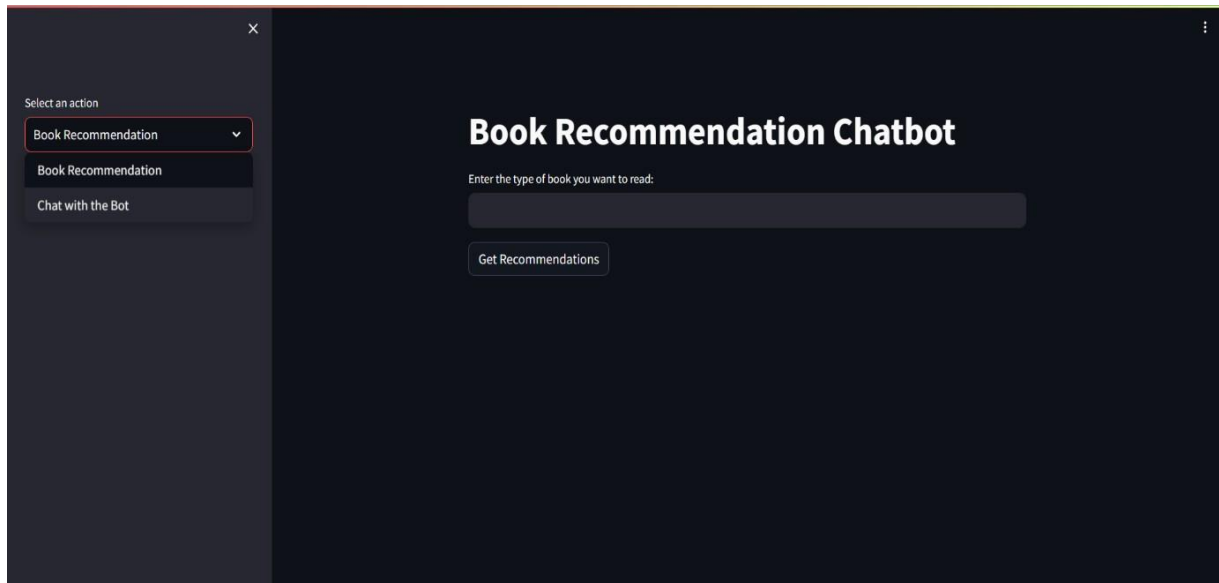 Select an action
Book Recommendation
Book Recommendation
Chat with the Bot
Book Recommendation Chatbot
Enter the type of book you want to read:
Get Recommendations